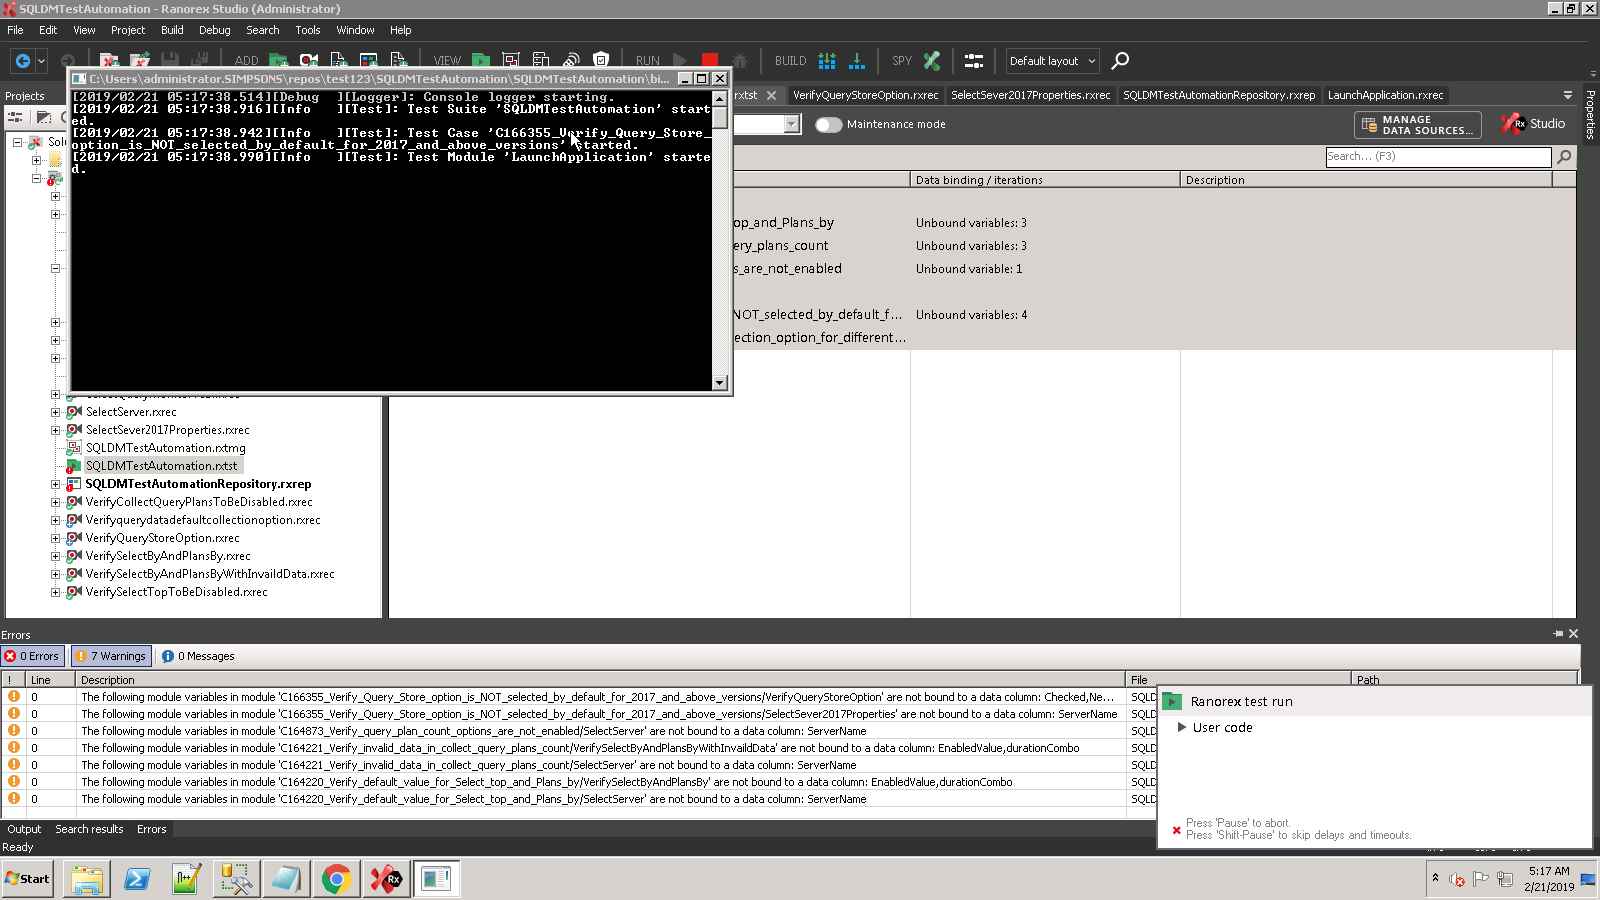 SQLDMTestAutomation - Ranorex Studio (Administrator)
File Edit View Project Build Debug Search Tools Window Help
ADD VIEW RUN BUILD SPY Default layout
Projects
C:\Users\administrator.SIMPSONS\repos\test123\SQLDMTestAutomation\SQLDMTestAutomation\bi...
[2019/02/21 05:17:38.514][Debug ][Logger]: Console logger starting.
[2019/02/21 05:17:38.916][Info ][Test]: Test Suite 'SQLDMTestAutomation' start
ed.
[2019/02/21 05:17:38.942][Info ][Test]: Test Case 'C166355_Verify_Query_Store_
option_is_NOT_selected_by_default_for_2017_and_above_versions' started.
[2019/02/21 05:17:38.990][Info ][Test]: Test Module 'LaunchApplication' starte
d.
rxtst VerifyQueryStoreOption.rxrec SelectSever2017Properties.rxrec SQLDMTestAutomationRepository.rxrep LaunchApplication.rxrec
Properties
Maintenance mode
MANAGE
DATA SOURCES...
Rx Studio
Search... (F3)
Data binding / iterations Description
op_and_Plans_by Unbound variables: 3
ery_plans_count Unbound variables: 3
s_are_not_enabled Unbound variable: 1
NOT_selected_by_default_f... Unbound variables: 4
ection_option_for_different...
Solu
SelectServer.rxrec
SelectSever2017Properties.rxrec
SQLDMTestAutomation.rxtmg
SQLDMTestAutomation.rxtst
SQLDMTestAutomationRepository.rxrep
VerifyCollectQueryPlansToBeDisabled.rxrec
Verifyquerydatadefaultcollectionoption.rxrec
VerifyQueryStoreOption.rxrec
VerifySelectByAndPlansBy.rxrec
VerifySelectByAndPlansByWithInvaildData.rxrec
VerifySelectTopToBeDisabled.rxrec
Errors
0 Errors 7 Warnings 0 Messages
! Line Description File Path
0 The following module variables in module 'C166355_Verify_Query_Store_option_is_NOT_selected_by_default_for_2017_and_above_versions/VerifyQueryStoreOption' are not bound to a data column: Checked,Ne... SQLD
0 The following module variables in module 'C166355_Verify_Query_Store_option_is_NOT_selected_by_default_for_2017_and_above_versions/SelectSever2017Properties' are not bound to a data column: ServerName SQLD
0 The following module variables in module 'C164873_Verify_query_plan_count_options_are_not_enabled/SelectServer' are not bound to a data column: ServerName SQLD
0 The following module variables in module 'C164221_Verify_invalid_data_in_collect_query_plans_count/VerifySelectByAndPlansByWithInvaildData' are not bound to a data column: EnabledValue,durationCombo SQLD
0 The following module variables in module 'C164221_Verify_invalid_data_in_collect_query_plans_count/SelectServer' are not bound to a data column: ServerName SQLD
0 The following module variables in module 'C164220_Verify_default_value_for_Select_top_and_Plans_by/VerifySelectByAndPlansBy' are not bound to a data column: EnabledValue,durationCombo SQLD
0 The following module variables in module 'C164220_Verify_default_value_for_Select_top_and_Plans_by/SelectServer' are not bound to a data column: ServerName SQLD
Ranorex test run
User code
Press 'Pause' to abort.
Press 'Shift-Pause' to skip delays and timeouts.
Output Search results Errors
Ready
Start
Rx
5:17 AM
2/21/2019